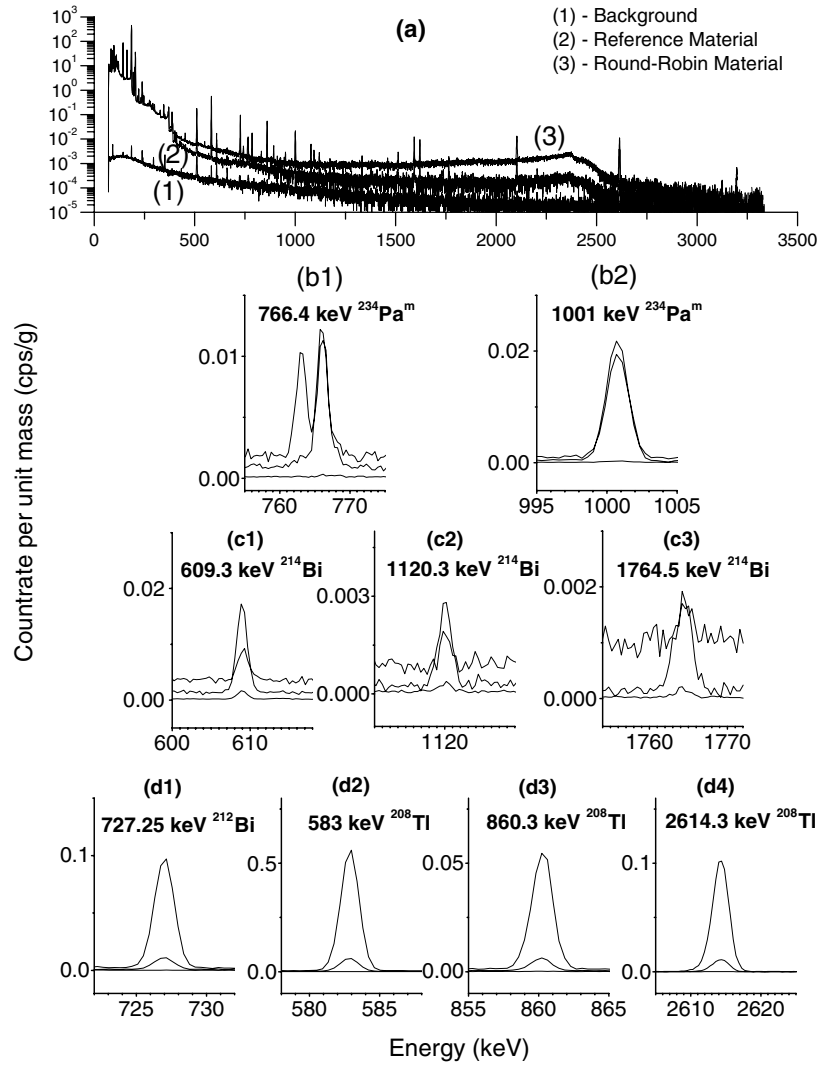 (a)
(1) - Background
(2) - Reference Material
(3) - Round-Robin Material
10³
10²
10¹
10⁰
10⁻¹
10⁻²
10⁻³
10⁻⁴
10⁻⁵
(1)
(2)
(3)
0 500 1000 1500 2000 2500 3000 3500
Countrate per unit mass (cps/g)
(b1)
766.4 keV ²³⁴Paᵐ
0.01
0.00
760 770
(b2)
1001 keV ²³⁴Paᵐ
0.02
0.00
995 1000 1005
(c1)
609.3 keV ²¹⁴Bi
0.02
0.00
600 610
(c2)
1120.3 keV ²¹⁴Bi
0.003
0.000
1120
(c3)
1764.5 keV ²¹⁴Bi
0.002
0.000
1760 1770
(d1)
727.25 keV ²¹²Bi
0.1
0.0
725 730
(d2)
583 keV ²⁰⁸Tl
0.5
0.0
580 585
(d3)
860.3 keV ²⁰⁸Tl
0.05
0.00
855 860 865
(d4)
2614.3 keV ²⁰⁸Tl
0.1
0.0
2610 2620
Energy (keV)